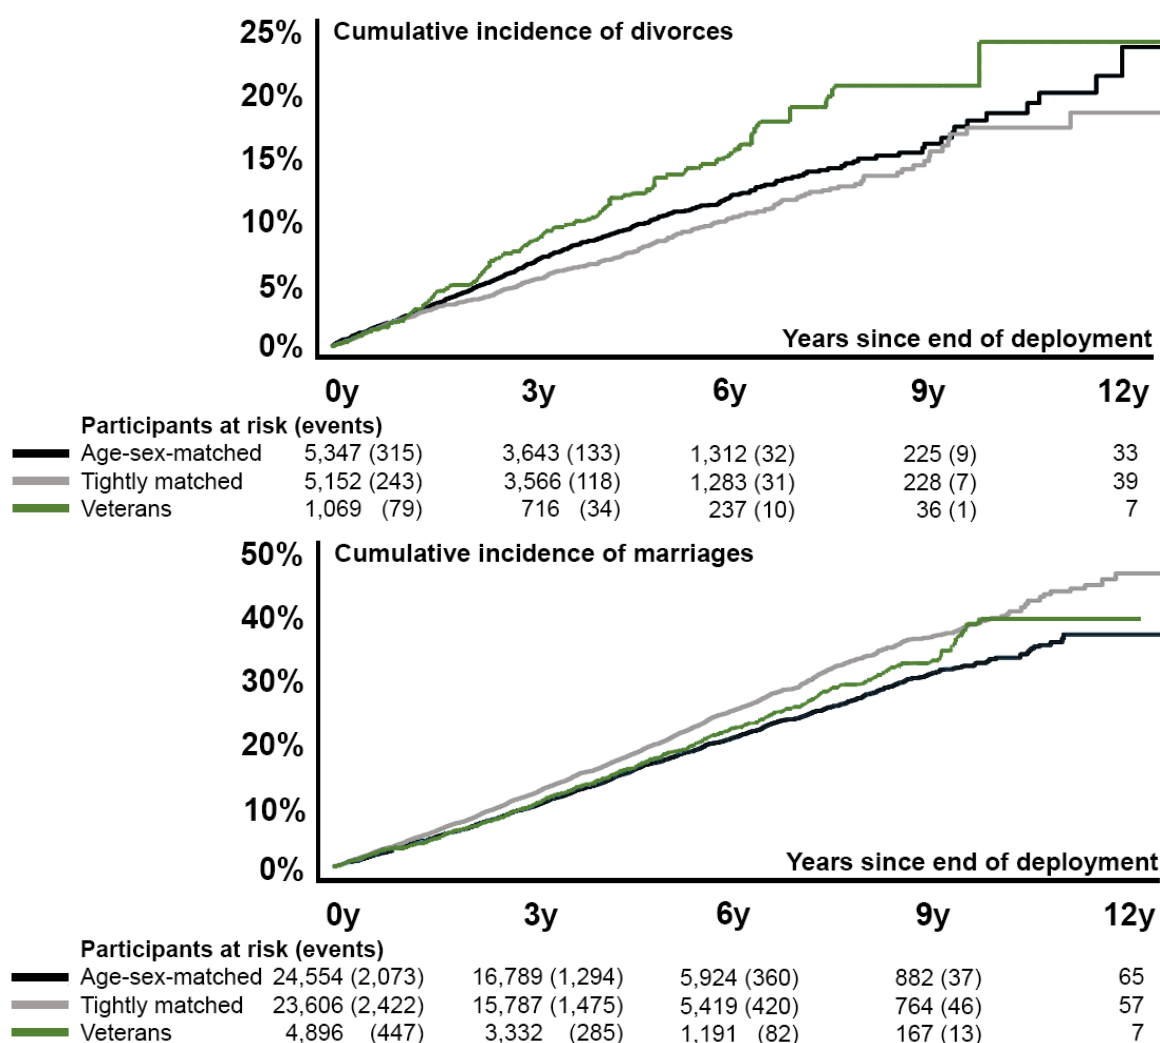 25% Cumulative incidence of divorces
20%
15%
10%
5%
0% Years since end of deployment
0y 3y 6y 9y 12y
Participants at risk (events)
Age-sex-matched 5,347 (315) 3,643 (133) 1,312 (32) 225 (9) 33
Tightly matched 5,152 (243) 3,566 (118) 1,283 (31) 228 (7) 39
Veterans 1,069 (79) 716 (34) 237 (10) 36 (1) 7
50% Cumulative incidence of marriages
40%
30%
20%
10%
0% Years since end of deployment
0y 3y 6y 9y 12y
Participants at risk (events)
Age-sex-matched 24,554 (2,073) 16,789 (1,294) 5,924 (360) 882 (37) 65
Tightly matched 23,606 (2,422) 15,787 (1,475) 5,419 (420) 764 (46) 57
Veterans 4,896 (447) 3,332 (285) 1,191 (82) 167 (13) 7